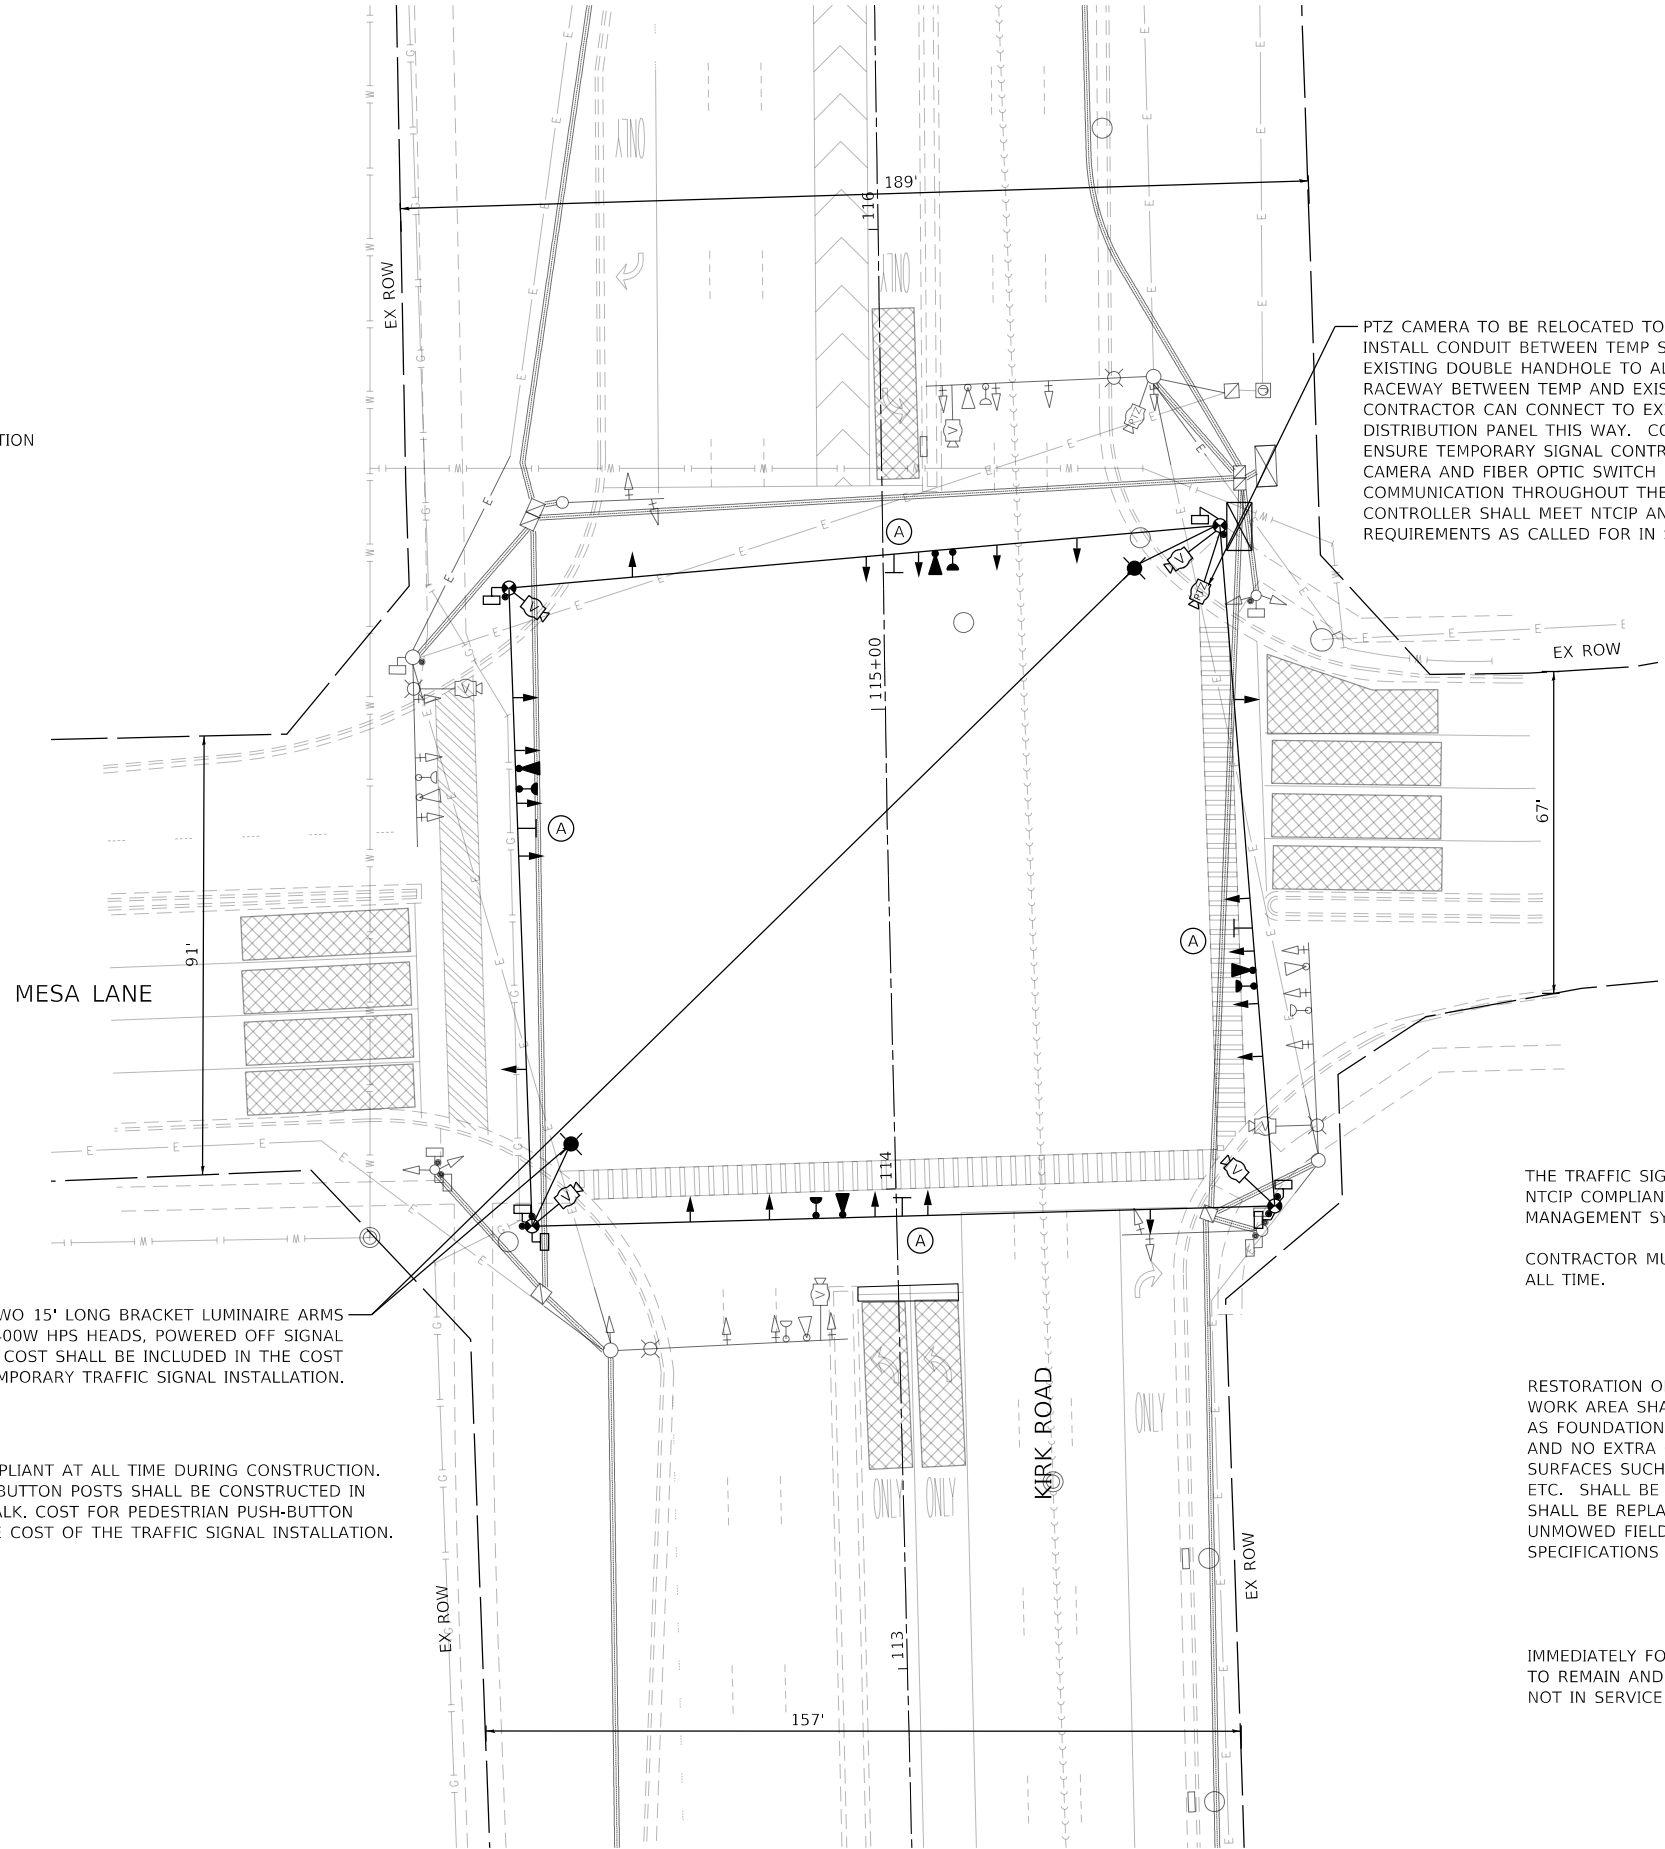 189'
116
ONLY
ONLY
EX ROW
PTZ CAMERA TO BE RELOCATED TO
INSTALL CONDUIT BETWEEN TEMP S
EXISTING DOUBLE HANDHOLE TO AL
RACEWAY BETWEEN TEMP AND EXIS
CONTRACTOR CAN CONNECT TO EX
DISTRIBUTION PANEL THIS WAY. CO
ENSURE TEMPORARY SIGNAL CONTR
CAMERA AND FIBER OPTIC SWITCH
COMMUNICATION THROUGHOUT THE
CONTROLLER SHALL MEET NTCIP AN
REQUIREMENTS AS CALLED FOR IN
TION
PTZ
V
A
V
PTZ
V
V
115+00
EX ROW
67'
A
A
91'
MESA LANE
114
V
V
V
A
V
THE TRAFFIC SIG
NTCIP COMPLIANT
MANAGEMENT SY
CONTRACTOR MU
ALL TIME.
WO 15' LONG BRACKET LUMINAIRE ARMS
00W HPS HEADS, POWERED OFF SIGNAL
COST SHALL BE INCLUDED IN THE COST
MPORARY TRAFFIC SIGNAL INSTALLATION.
KIRK ROAD
ONLY
ONLY
ONLY
RESTORATION O
WORK AREA SHA
AS FOUNDATION
AND NO EXTRA
SURFACES SUCH
ETC. SHALL BE
SHALL BE REPLA
UNMOWED FIELD
SPECIFICATIONS
PLIANT AT ALL TIME DURING CONSTRUCTION.
BUTTON POSTS SHALL BE CONSTRUCTED IN
ALK. COST FOR PEDESTRIAN PUSH-BUTTON
E COST OF THE TRAFFIC SIGNAL INSTALLATION.
EX ROW
EX ROW
113
IMMEDIATELY FO
TO REMAIN AND
NOT IN SERVICE
157'